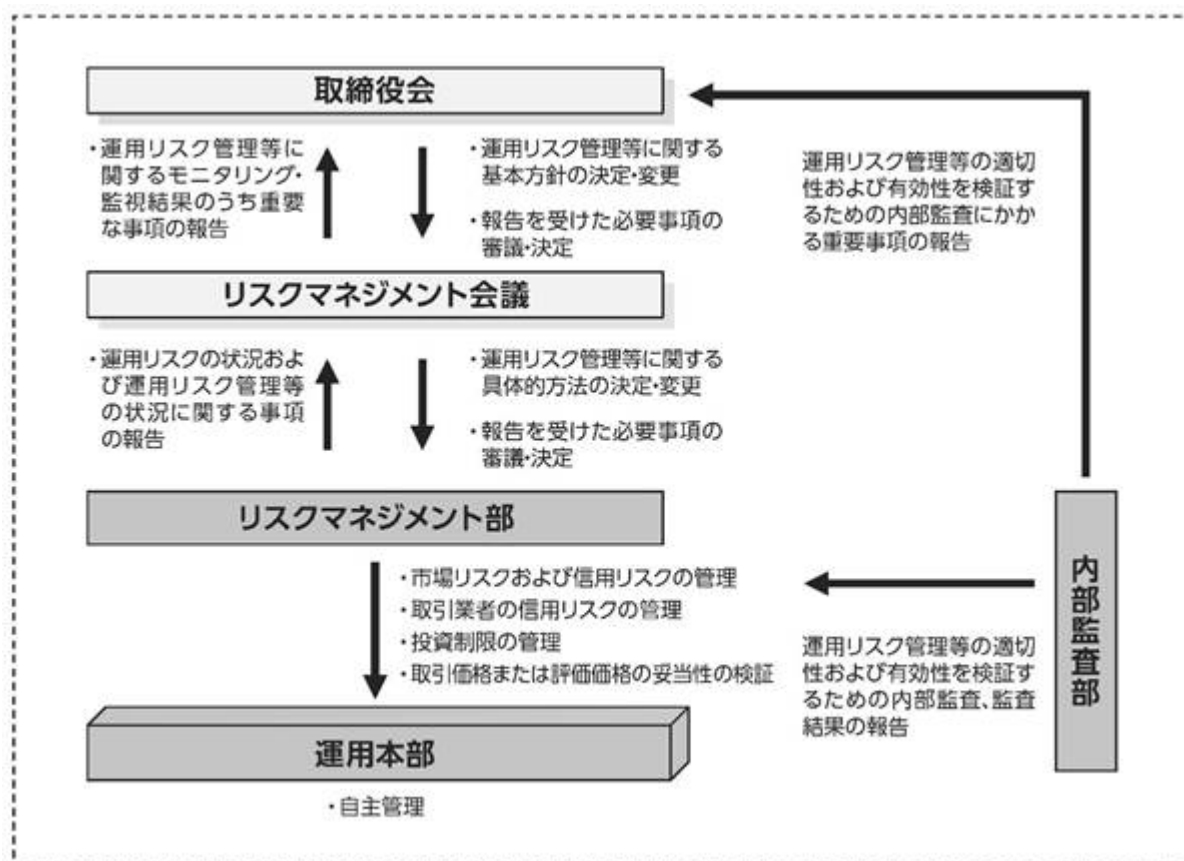 取締役会
・運用リスク管理等に
関するモニタリング・
監視結果のうち重要
な事項の報告
・運用リスク管理等に関する
基本方針の決定・変更
・報告を受けた必要事項の
審議・決定
運用リスク管理等の適切
性および有効性を検証す
るための内部監査にかか
る重要事項の報告
リスクマネジメント会議
・運用リスクの状況およ
び運用リスク管理等
の状況に関する事項
の報告
・運用リスク管理等に関する
具体的方法の決定・変更
・報告を受けた必要事項の
審議・決定
リスクマネジメント部
・市場リスクおよび信用リスクの管理
・取引業者の信用リスクの管理
・投資制限の管理
・取引価格または評価価格の妥当性の検証
運用リスク管理等の適切
性および有効性を検証す
るための内部監査、監査
結果の報告
内部監査部
運用本部
・自主管理